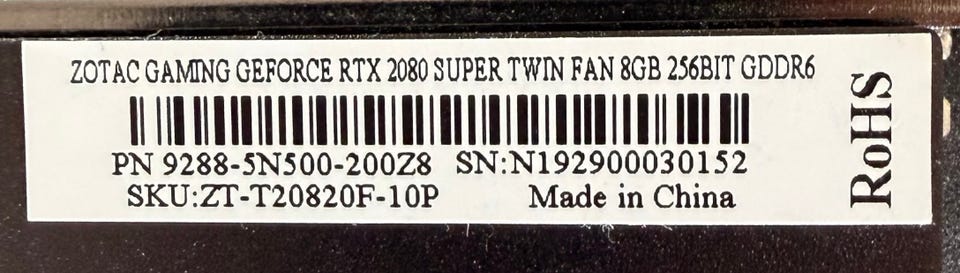 ZOTAC GAMING GEFORCE RTX 2080 SUPER TWIN FAN 8GB 256BIT GDDR6
PN 9288-5N500-200Z8 SN:N192900030152
SKU:ZT-T20820F-10P Made in China
RoHS